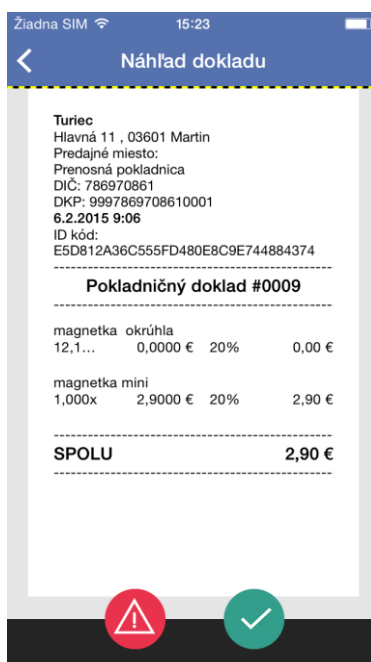 Žiadna SIM 15:23
Náhľad dokladu
Turiec
Hlavná 11 , 03601 Martin
Predajné miesto:
Prenosná pokladnica
DIČ: 786970861
DKP: 9997869708610001
6.2.2015 9:06
ID kód:
E5D812A36C555FD480E8C9E744884374
Pokladničný doklad #0009
magnetka okrúhla
12,1... 0,0000 € 20% 0,00 €
magnetka mini
1,000x 2,9000 € 20% 2,90 €
SPOLU 2,90 €